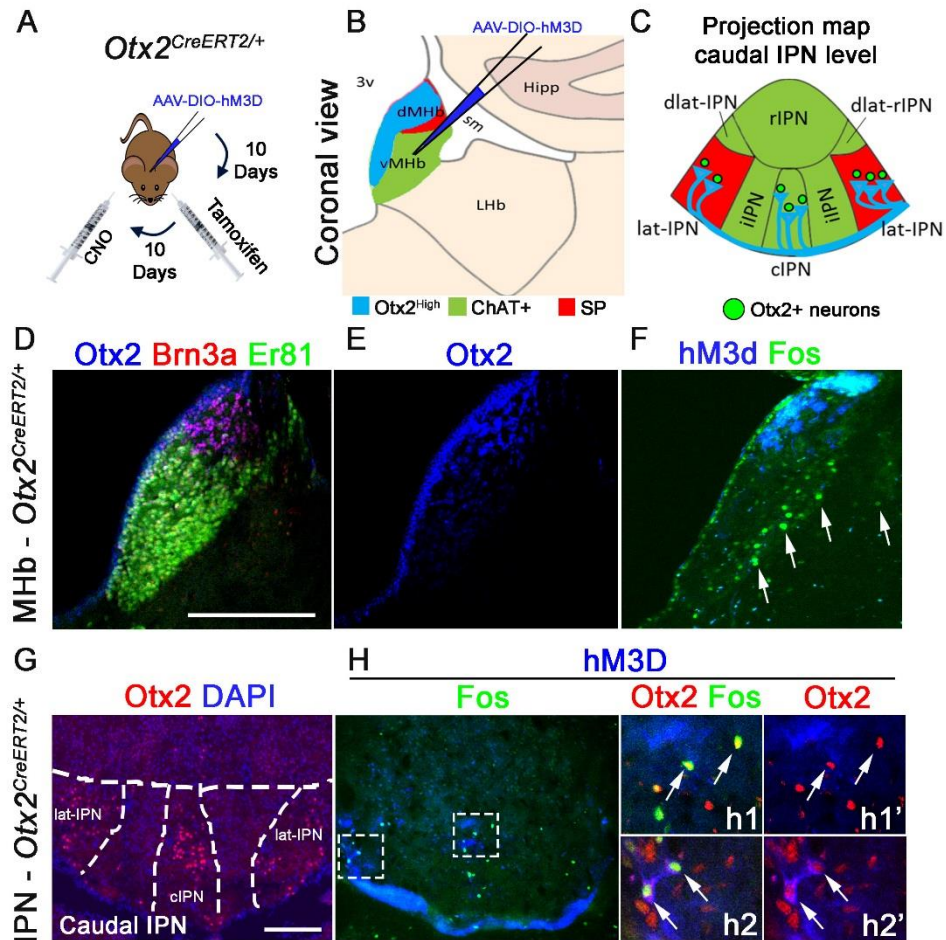 A
Otx2CreERT2/+
AAV-DIO-hM3D
10
Days
Tamoxifen
10
Days
CNO
B
Coronal view
AAV-DIO-hM3D
3v
Hipp
dMHb
sm
vMHb
LHb
Otx2High ChAT+ SP
C
Projection map
caudal IPN level
dlat-IPN
dlat-rIPN
rIPN
iIPN
iIPN
lat-IPN
lat-IPN
cIPN
Otx2+ neurons
MHb - Otx2CreERT2/+
D
Otx2 Brn3a Er81
E
Otx2
F
hM3d Fos
IPN - Otx2CreERT2/+
G
Otx2 DAPI
lat-IPN
lat-IPN
cIPN
Caudal IPN
H
hM3D
Fos
Otx2 Fos
Otx2
h1
h1'
h2
h2'